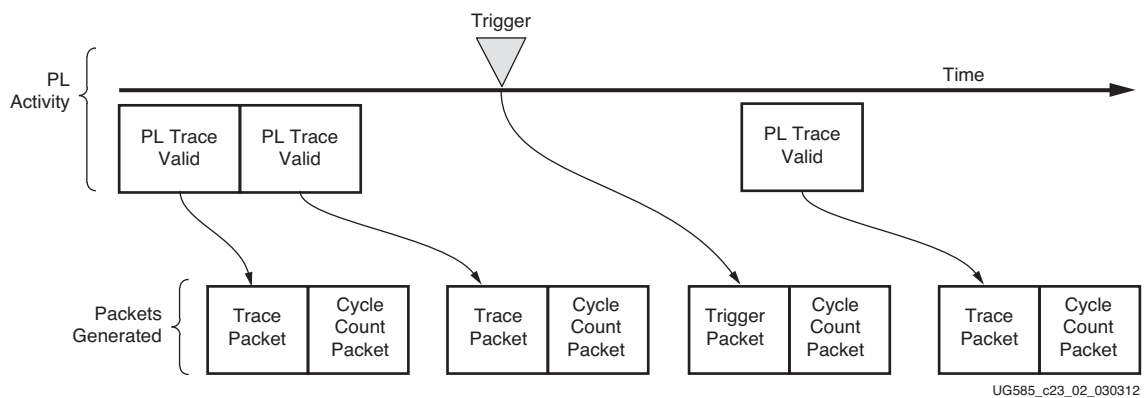 Trigger
PL
Activity
Time
PL Trace
Valid
PL Trace
Valid
PL Trace
Valid
Packets
Generated
Trace
Packet
Cycle
Count
Packet
Trace
Packet
Cycle
Count
Packet
Trigger
Packet
Cycle
Count
Packet
Trace
Packet
Cycle
Count
Packet
UG585_c23_02_030312